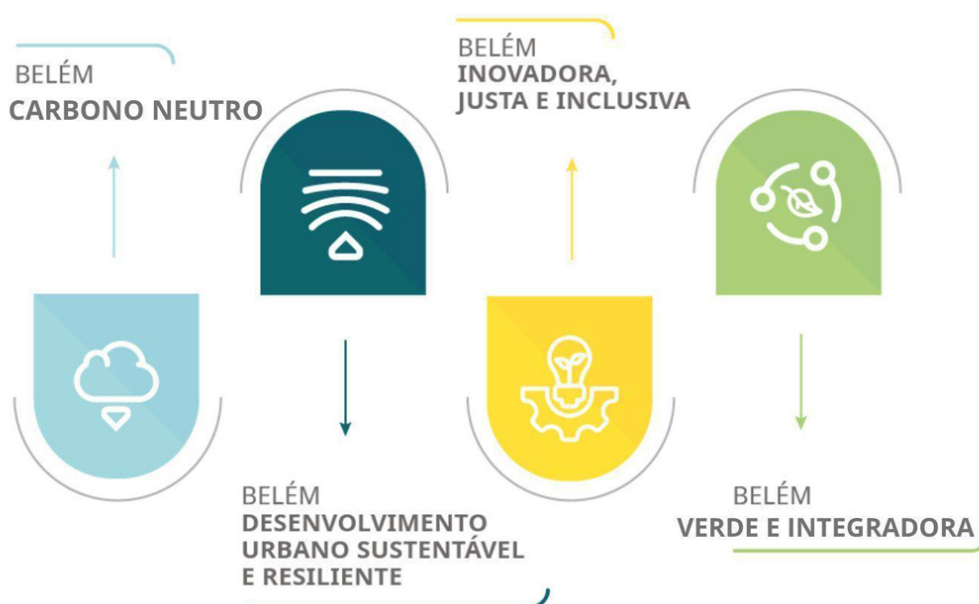 BELÉM
CARBONO NEUTRO
BELÉM
DESENVOLVIMENTO
URBANO SUSTENTÁVEL
E RESILIENTE
BELÉM
INOVADORA,
JUSTA E INCLUSIVA
BELÉM
VERDE E INTEGRADORA